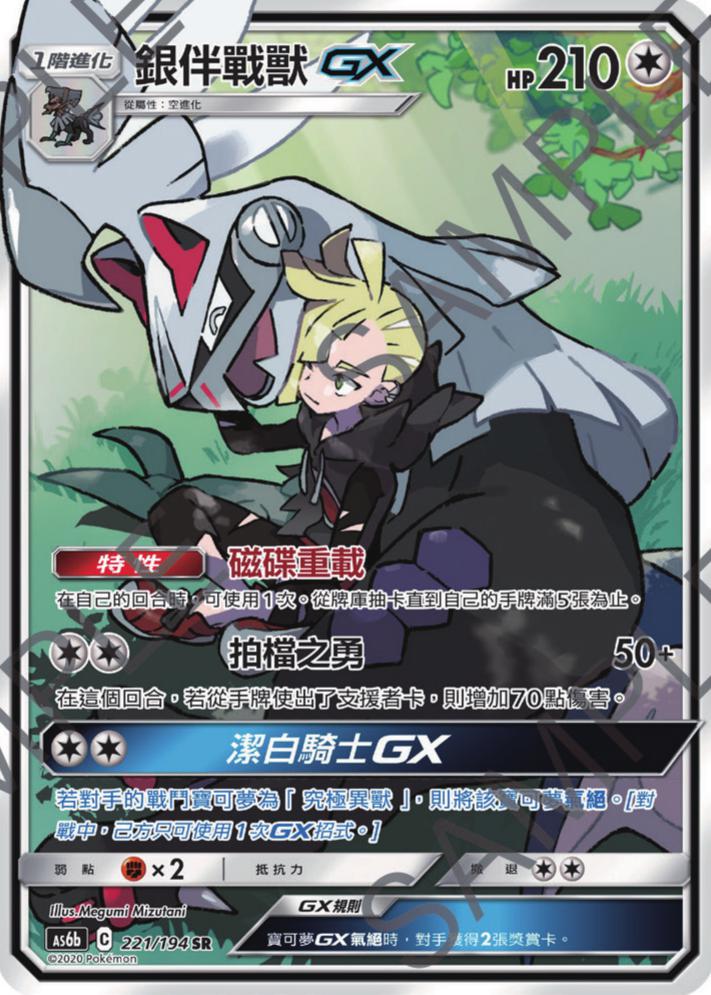 1階進化
銀伴戰獸GX
HP210
從屬性：空進化
特性 磁碟重載
在自己的回合時，可使用1次。從牌庫抽卡直到自己的手牌滿5張為止。
拍檔之勇 50+
在這個回合，若從手牌使出了支援者卡，則增加70點傷害。
潔白騎士GX
若對手的戰鬥寶可夢為「究極異獸」，則將該寶可夢氣絕。[對
戰中，己方只可使用1次GX招式。]
弱點 ×2 抵抗力 撤退
Illus.Megumi Mizutani
GX規則
AS6b C 221/194 SR
寶可夢GX氣絕時，對手獲得2張獎賞卡。
©2020 Pokémon
SAMPLE
SAMPLE